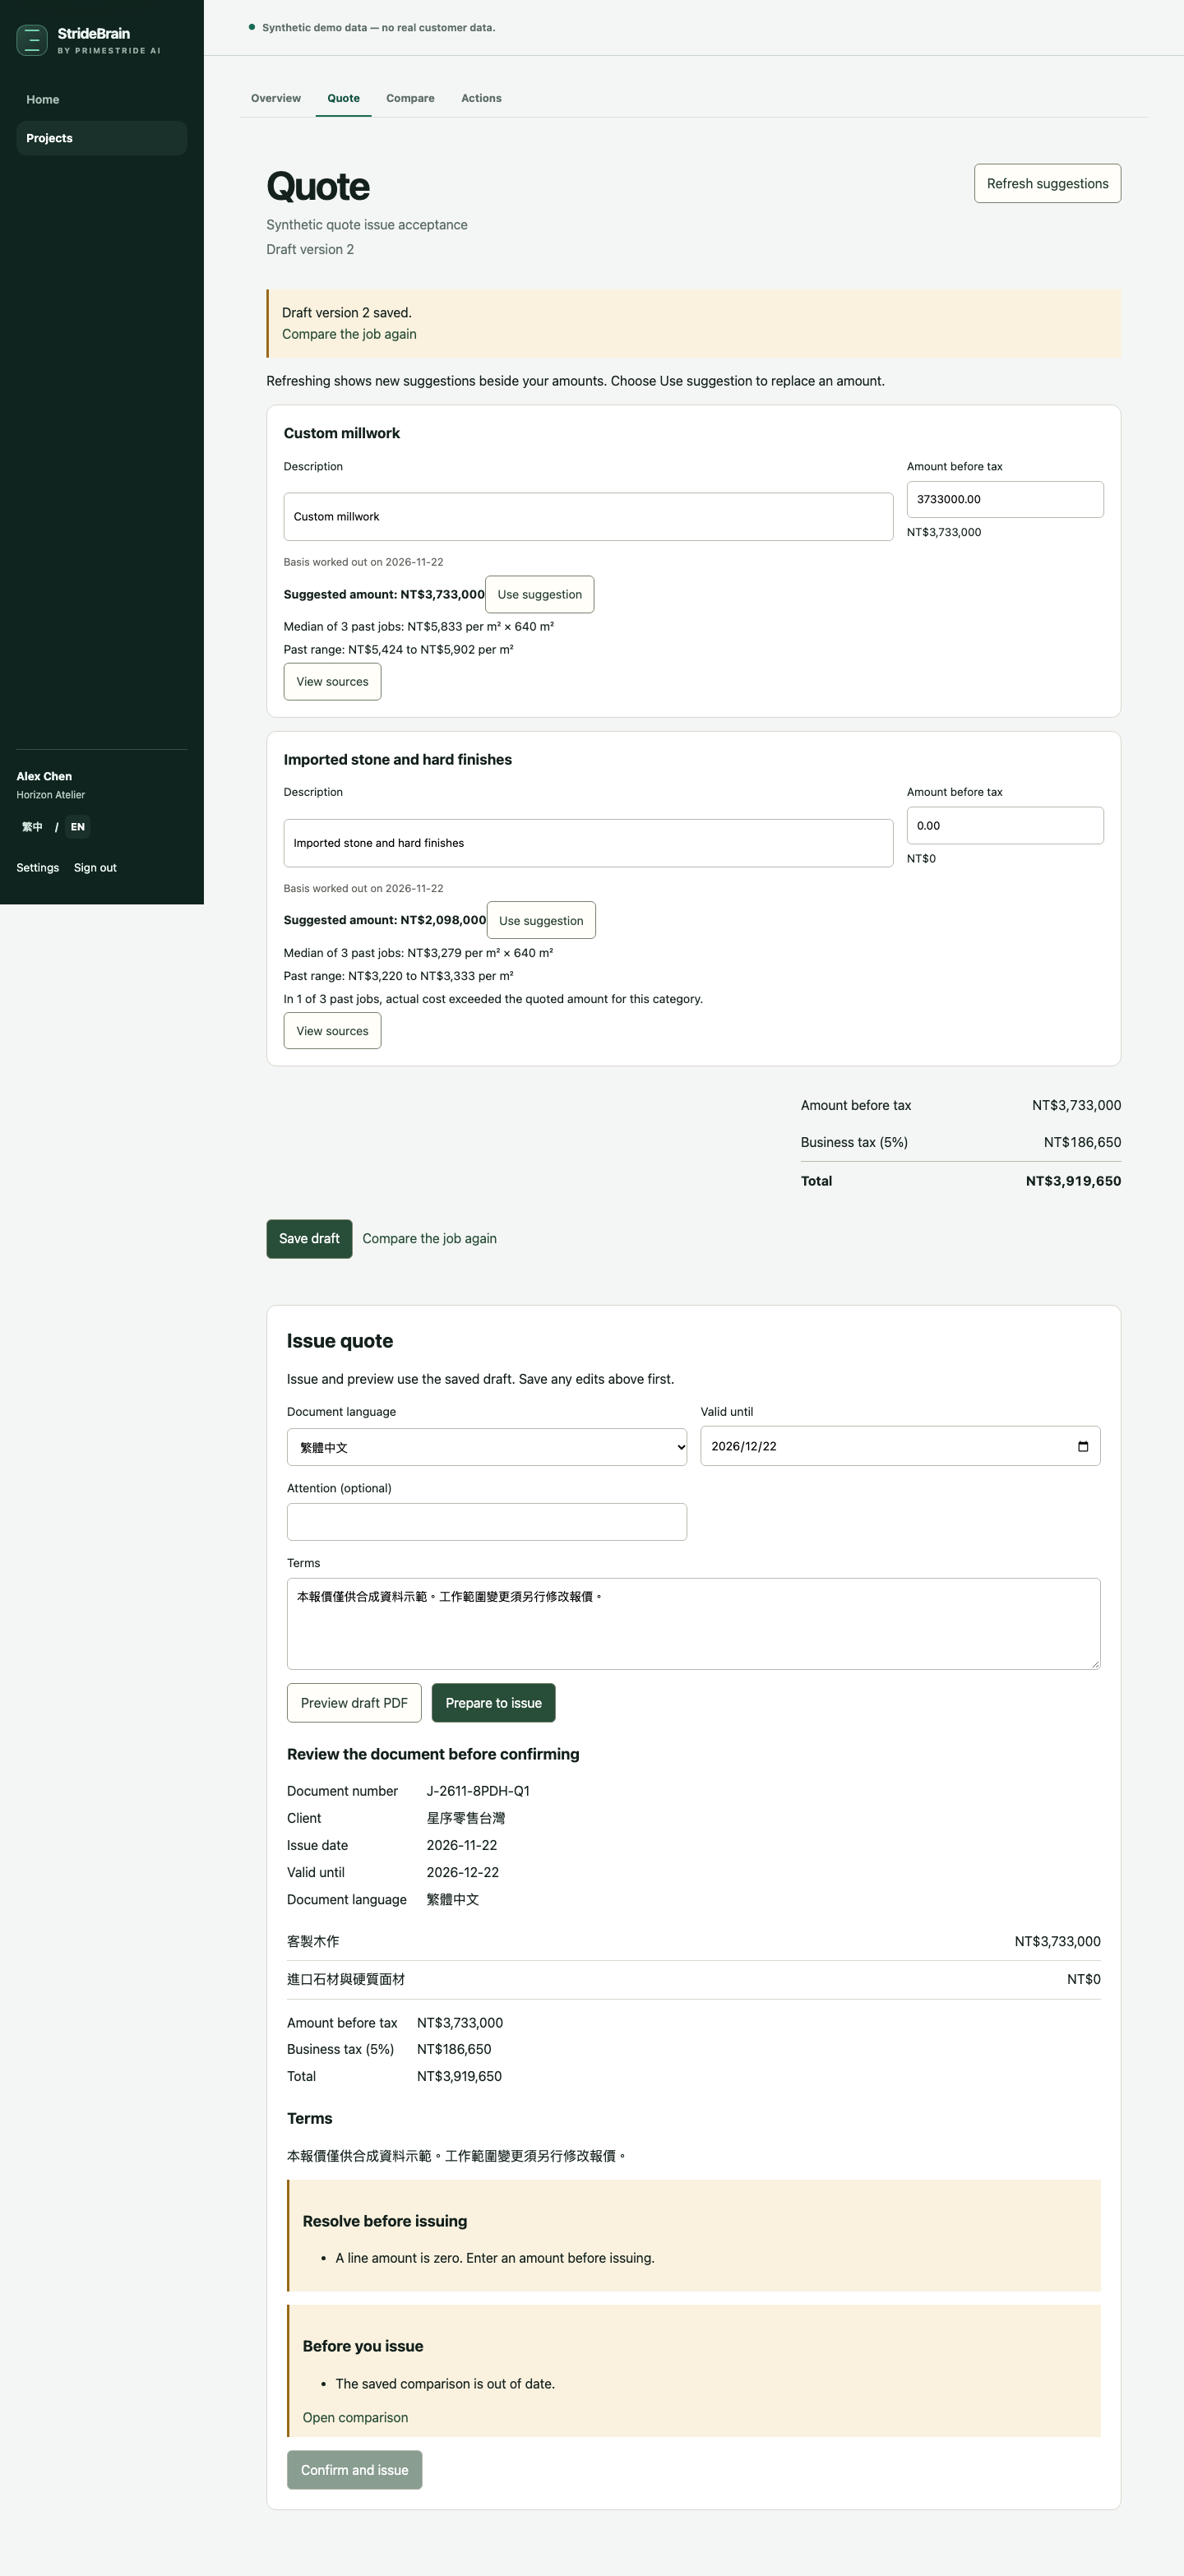 StrideBrain
BY PRIMESTRIDE AI
Home
Projects
Alex Chen
Horizon Atelier
繁中 / EN
Settings Sign out
Synthetic demo data — no real customer data.
Overview Quote Compare Actions
Quote
Refresh suggestions
Synthetic quote issue acceptance
Draft version 2
Draft version 2 saved.
Compare the job again
Refreshing shows new suggestions beside your amounts. Choose Use suggestion to replace an amount.
Custom millwork
Description
Amount before tax
Custom millwork
3733000.00
NT$3,733,000
Basis worked out on 2026-11-22
Suggested amount: NT$3,733,000 Use suggestion
Median of 3 past jobs: NT$5,833 per m² × 640 m²
Past range: NT$5,424 to NT$5,902 per m²
View sources
Imported stone and hard finishes
Description
Amount before tax
Imported stone and hard finishes
0.00
NT$0
Basis worked out on 2026-11-22
Suggested amount: NT$2,098,000 Use suggestion
Median of 3 past jobs: NT$3,279 per m² × 640 m²
Past range: NT$3,220 to NT$3,333 per m²
In 1 of 3 past jobs, actual cost exceeded the quoted amount for this category.
View sources
Amount before tax NT$3,733,000
Business tax (5%) NT$186,650
Total NT$3,919,650
Save draft Compare the job again
Issue quote
Issue and preview use the saved draft. Save any edits above first.
Document language
Valid until
繁體中文
2026/12/22
Attention (optional)
Terms
本報價僅供合成資料示範。工作範圍變更須另行修改報價。
Preview draft PDF Prepare to issue
Review the document before confirming
Document number J-2611-8PDH-Q1
Client 星序零售台灣
Issue date 2026-11-22
Valid until 2026-12-22
Document language 繁體中文
客製木作 NT$3,733,000
進口石材與硬質面材 NT$0
Amount before tax NT$3,733,000
Business tax (5%) NT$186,650
Total NT$3,919,650
Terms
本報價僅供合成資料示範。工作範圍變更須另行修改報價。
Resolve before issuing
• A line amount is zero. Enter an amount before issuing.
Before you issue
• The saved comparison is out of date.
Open comparison
Confirm and issue